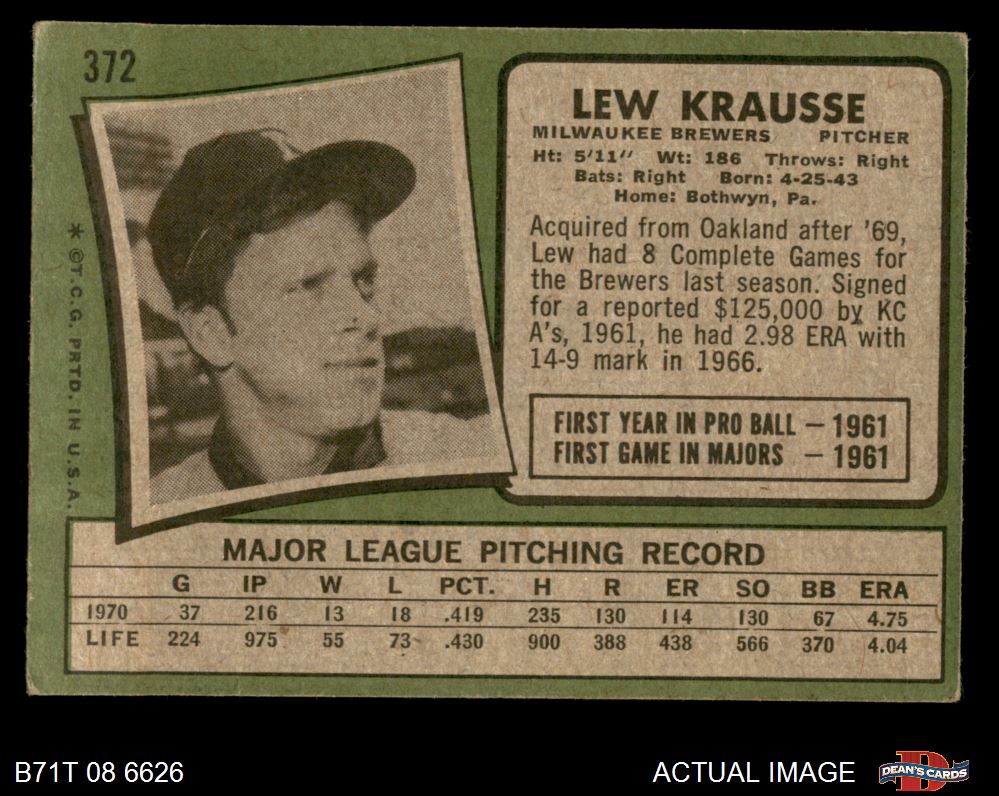 372
LEW KRAUSSE
MILWAUKEE BREWERS PITCHER
Ht: 5'11" Wt: 186 Throws: Right
Bats: Right Born: 4-25-43
Home: Bothwyn, Pa.
Acquired from Oakland after '69,
Lew had 8 Complete Games for
the Brewers last season. Signed
for a reported $125,000 by KC
A's, 1961, he had 2.98 ERA with
14-9 mark in 1966.
FIRST YEAR IN PRO BALL – 1961
FIRST GAME IN MAJORS – 1961
* ©T.C.G. PRTD. IN U.S.A.
MAJOR LEAGUE PITCHING RECORD
G IP W L PCT. H R ER SO BB ERA
1970 37 216 13 18 .419 235 130 114 130 67 4.75
LIFE 224 975 55 73 .430 900 388 438 566 370 4.04
B71T 08 6626
ACTUAL IMAGE
D
DEAN'S CARDS